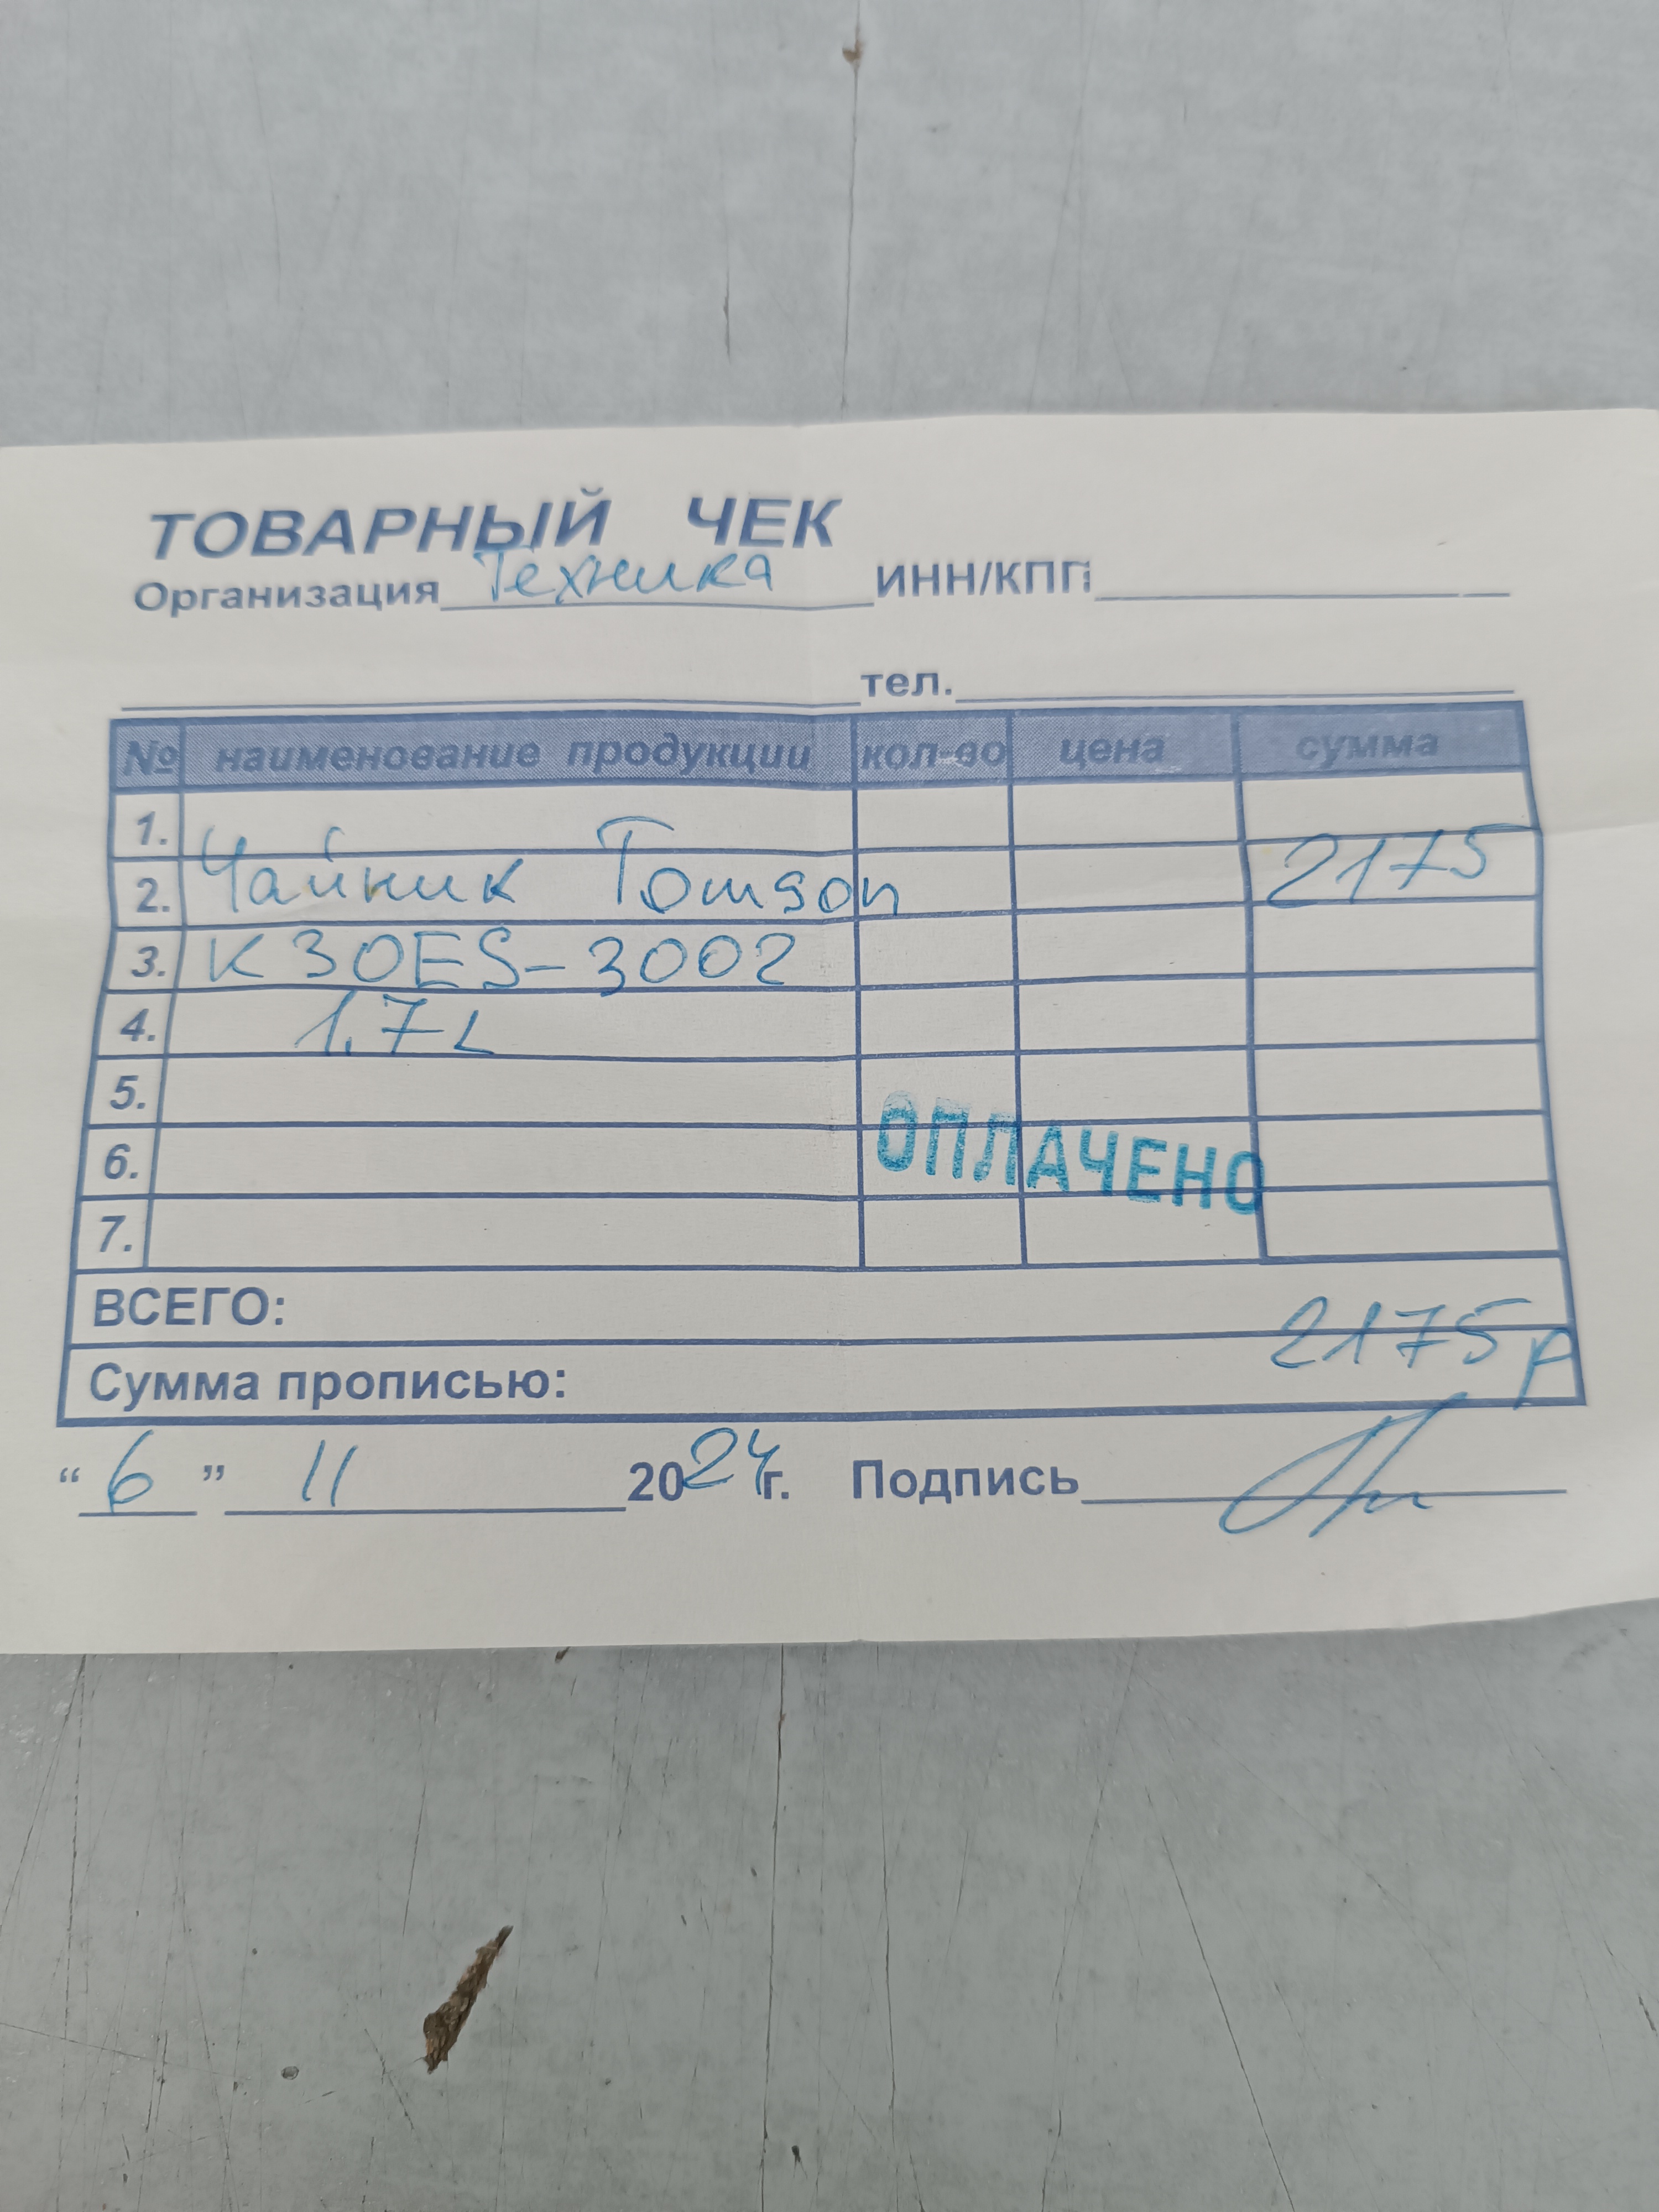 ТОВАРНЫЙ ЧЕК
Организация Техника ИНН/КПП
тел.
№ наименование продукции кол-во цена сумма
1.
2. Чайник Tomson 2175
3. K30ES-3002
4. 1.7L
5.
6. ОПЛАЧЕНО
7.
ВСЕГО: 2175р
Сумма прописью:
“ 6 ” 11 2024г. Подпись